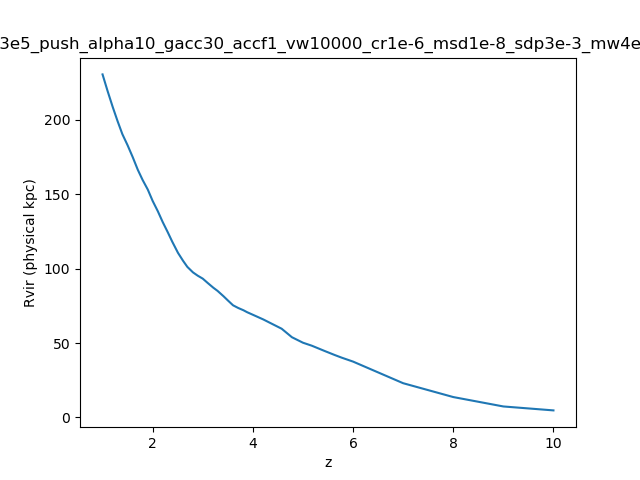 3e5_push_alpha10_gacc30_accf1_vw10000_cr1e-6_msd1e-8_sdp3e-3_mw4e
Rvir (physical kpc)
200
150
100
50
0
2 4 6 8 10
z